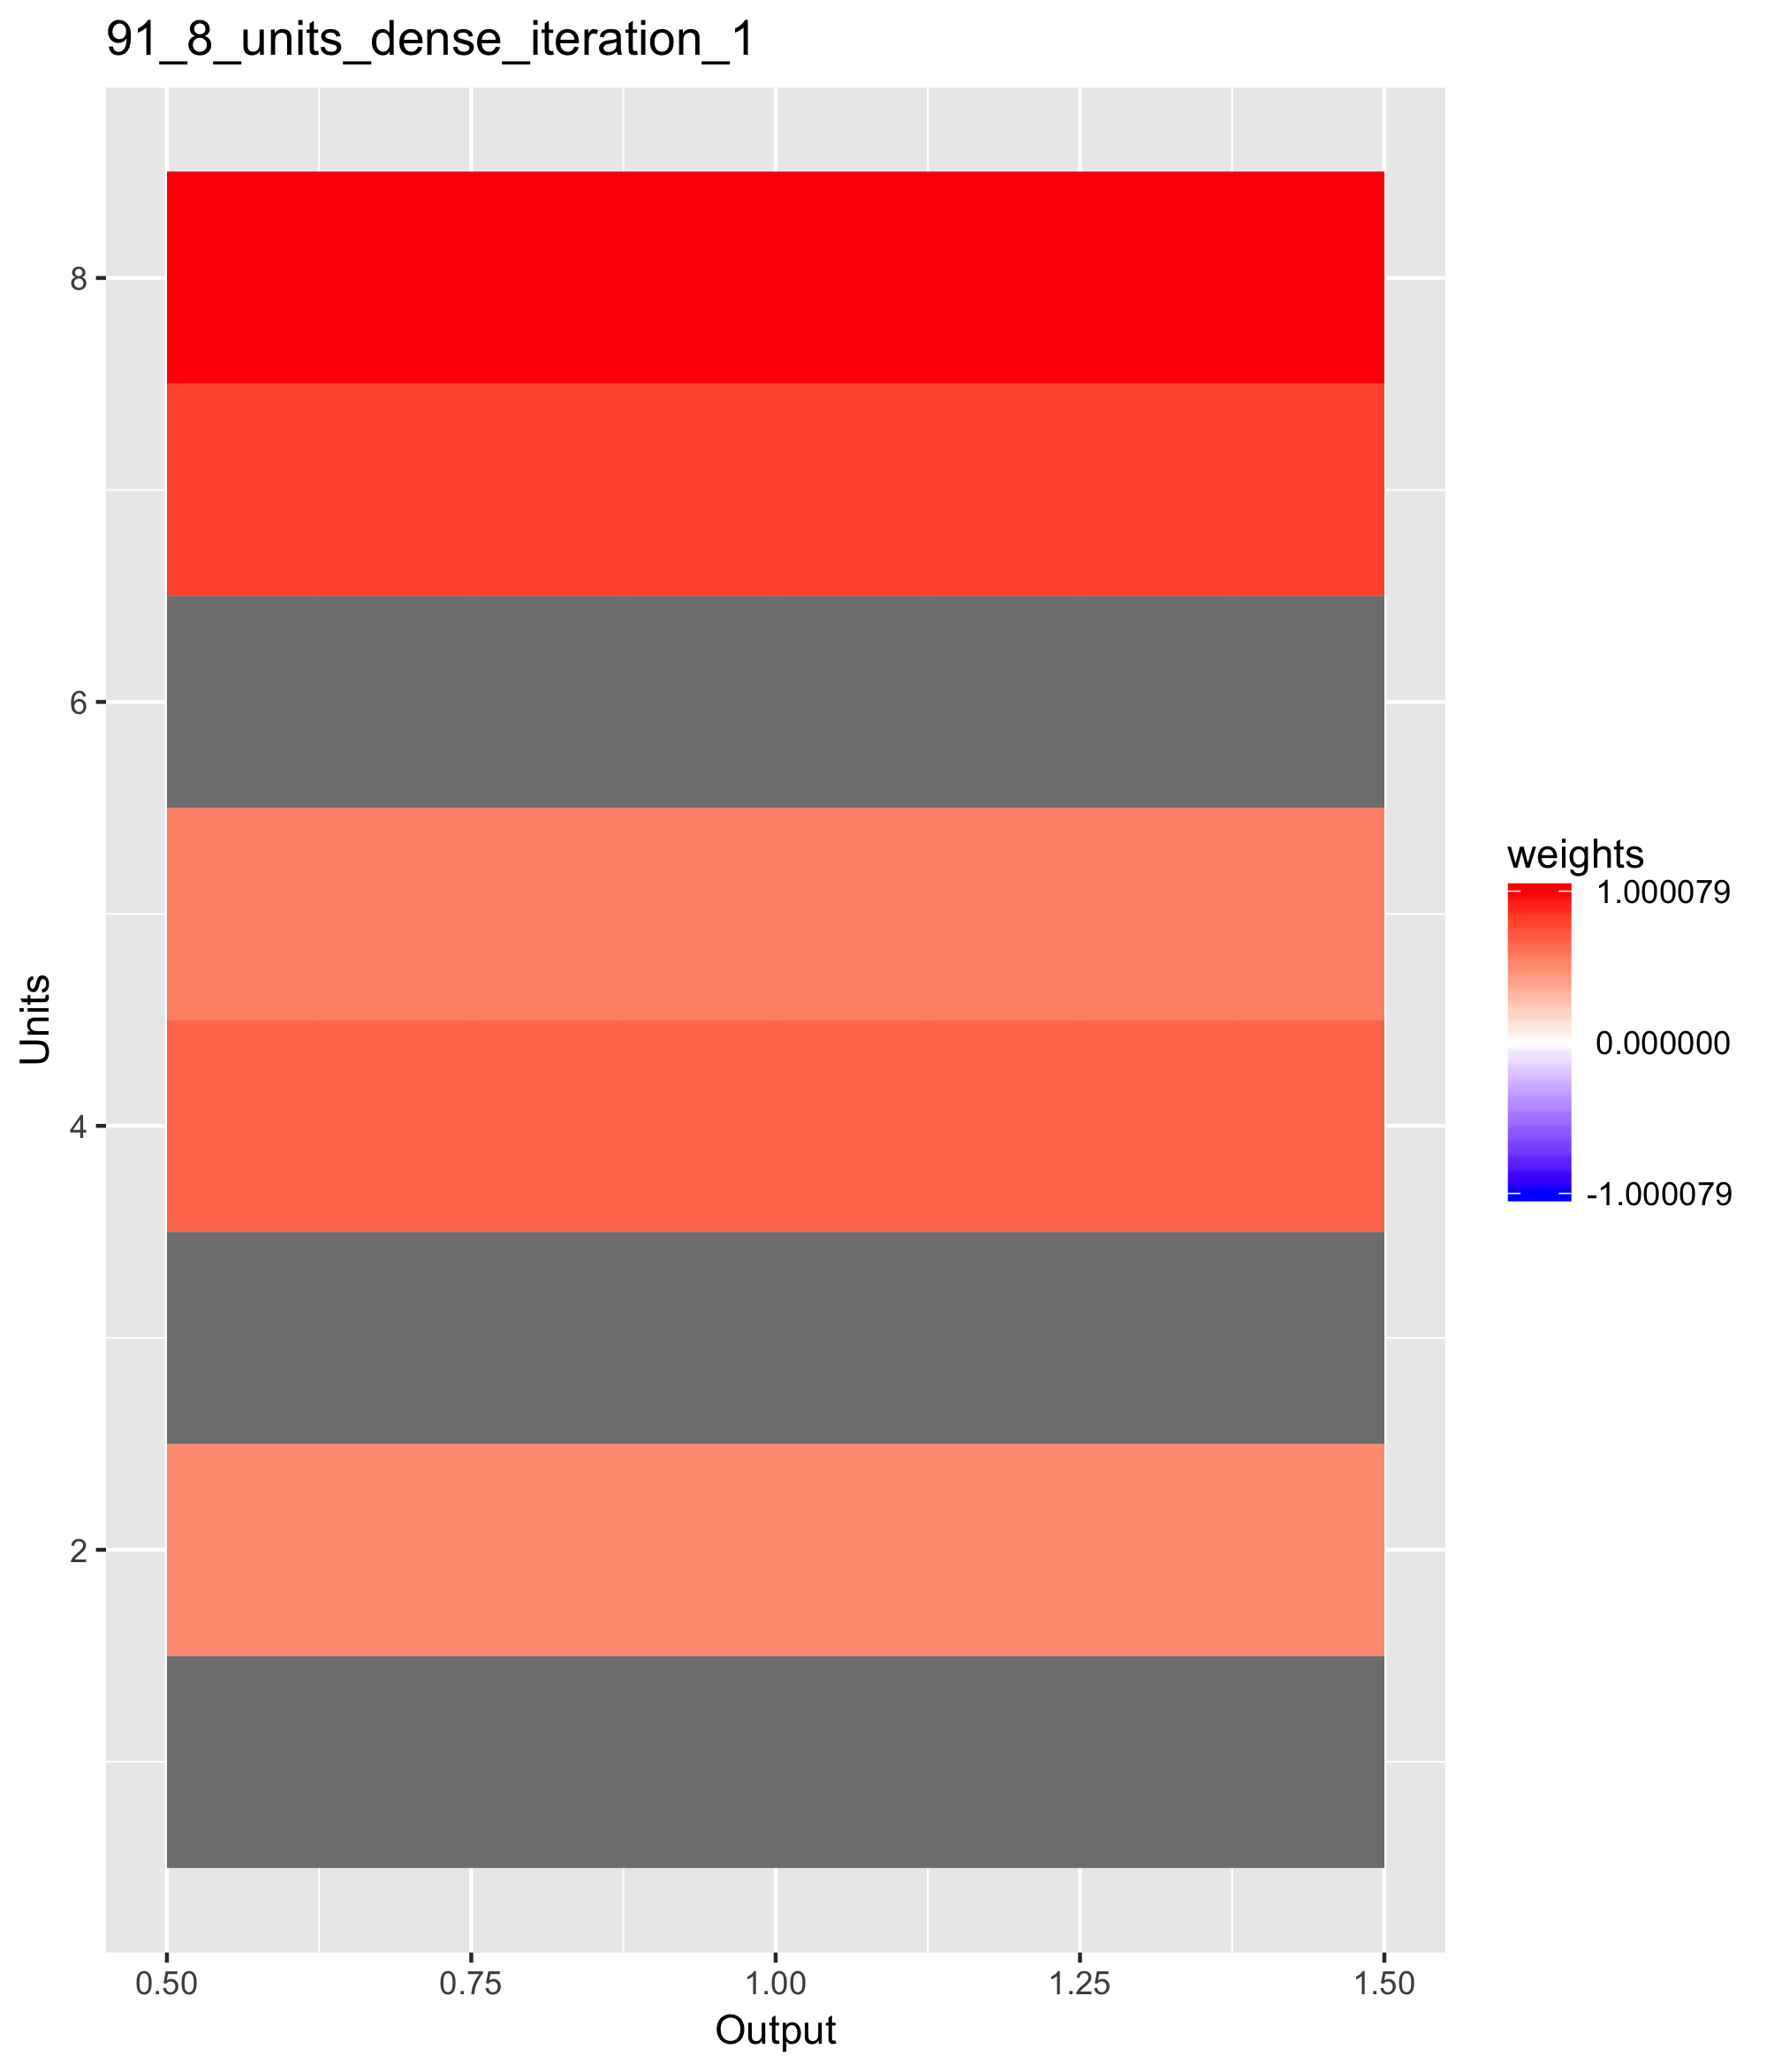 91_8_units_dense_iteration_1
8
6
4
2
Units
0.50 0.75 1.00 1.25 1.50
Output
weights
1.000079
0.000000
-1.000079